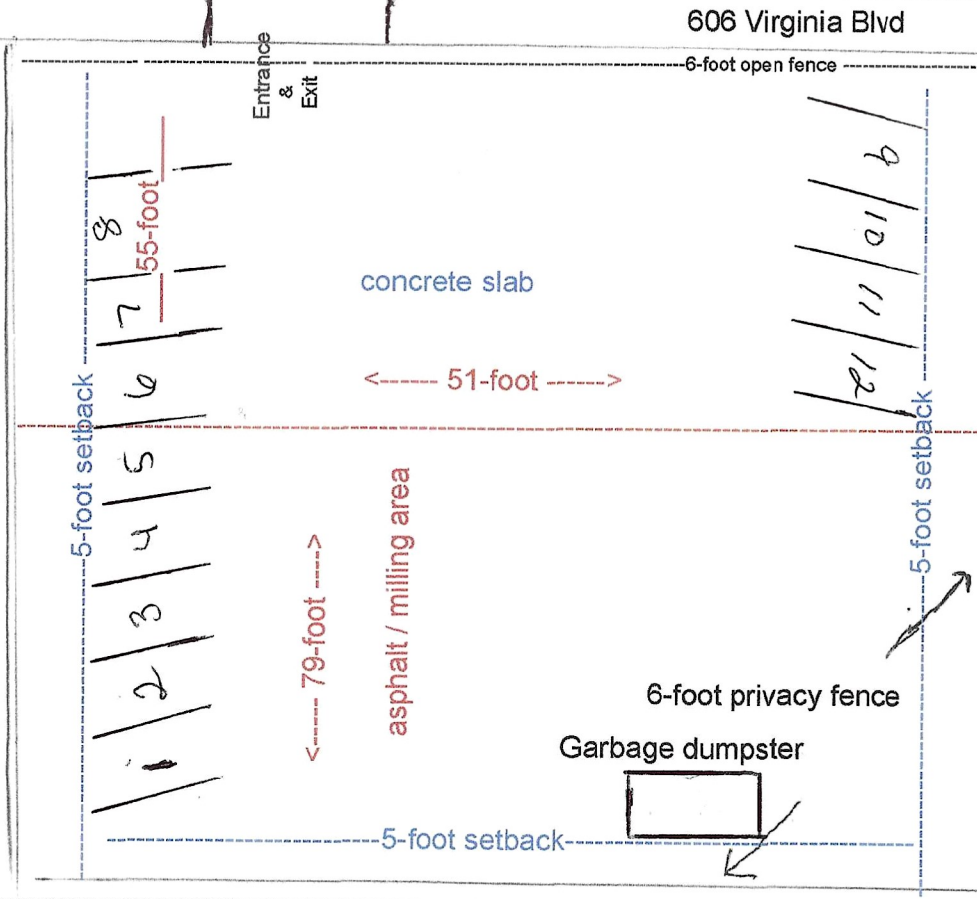 606 Virginia Blvd
6-foot open fence
Entrance
&
Exit
55-foot
8
7
6
5
4
3
2
1
9
10
11
12
concrete slab
<------ 51-foot ------>
5-foot setback
5-foot setback
<----- 79-foot ----->
asphalt / milling area
6-foot privacy fence
Garbage dumpster
5-foot setback